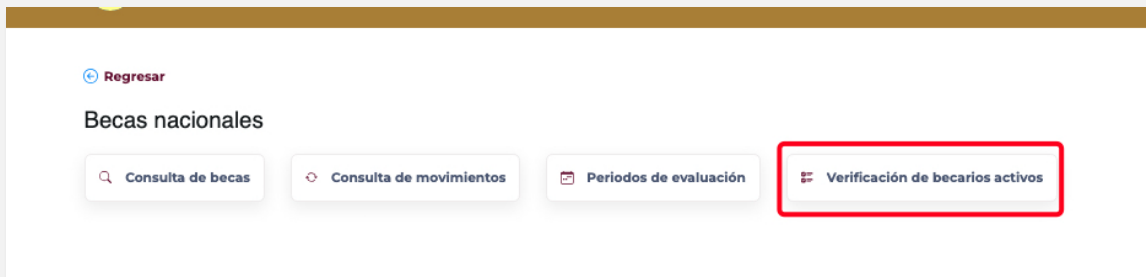 Regresar
Becas nacionales
Consulta de becas
Consulta de movimientos
Periodos de evaluación
Verificación de becarios activos